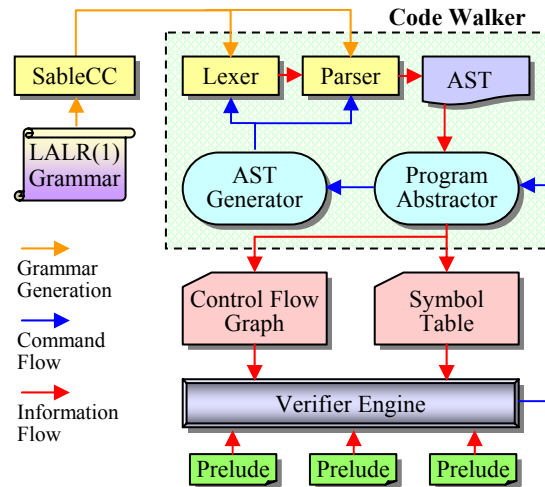 Code Walker
SableCC
Lexer
Parser
AST
LALR(1)
Grammar
AST
Generator
Program
Abstractor
Grammar
Generation
Command
Flow
Information
Flow
Control Flow
Graph
Symbol
Table
Verifier Engine
Prelude
Prelude
Prelude